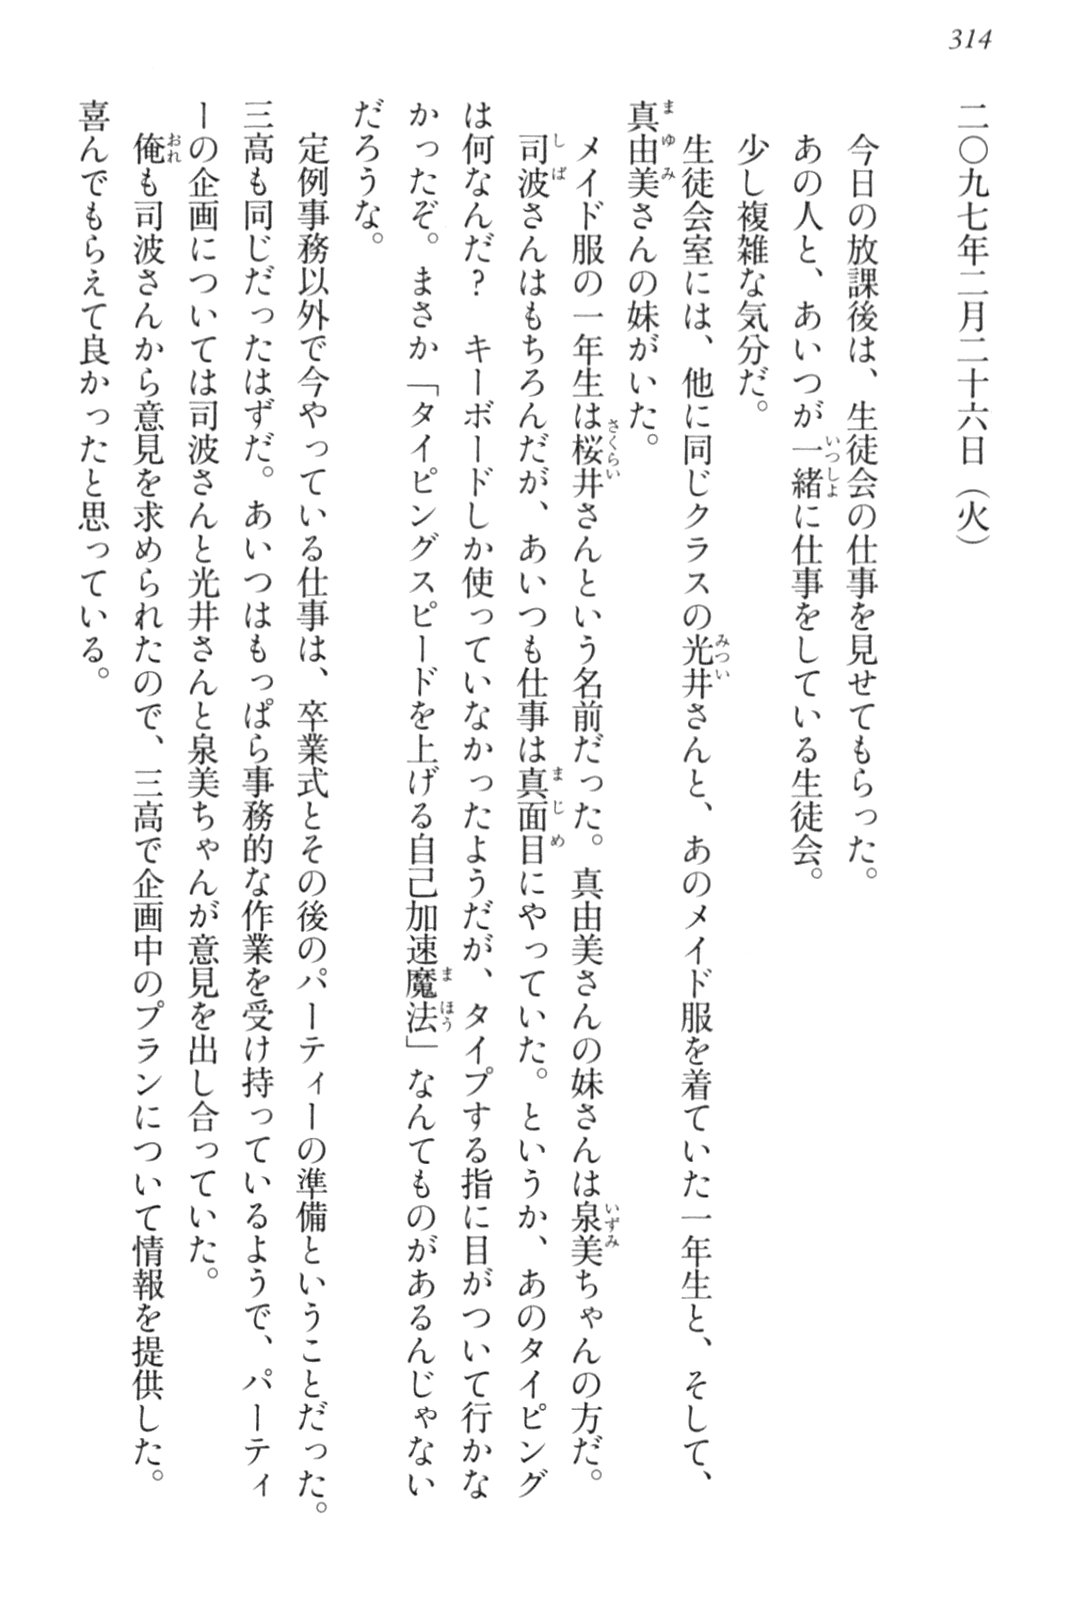 314
二〇九七年二月二十六日（火）
今日の放課後は、生徒会の仕事を見せてもらった。
あの人と、あいつが一緒に仕事をしている生徒会。
少し複雑な気分だ。
生徒会室には、他に同じクラスの光井さんと、あのメイド服を着ていた一年生と、そして、
真由美さんの妹がいた。
メイド服の一年生は桜井さんという名前だった。真由美さんの妹さんは泉美ちゃんの方だ。
司波さんはもちろんだが、あいつも仕事は真面目にやっていた。というか、あのタイピング
は何なんだ？　キーボードしか使っていなかったようだが、タイプする指に目がついて行かな
かったぞ。まさか「タイピングスピードを上げる自己加速魔法」なんてものがあるんじゃない
だろうな。
定例事務以外で今やっている仕事は、卒業式とその後のパーティーの準備ということだった。
三高も同じだったはずだ。あいつはもっぱら事務的な作業を受け持っているようで、パーティ
ーの企画については司波さんと光井さんと泉美ちゃんが意見を出し合っていた。
俺も司波さんから意見を求められたので、三高で企画中のプランについて情報を提供した。
喜んでもらえて良かったと思っている。